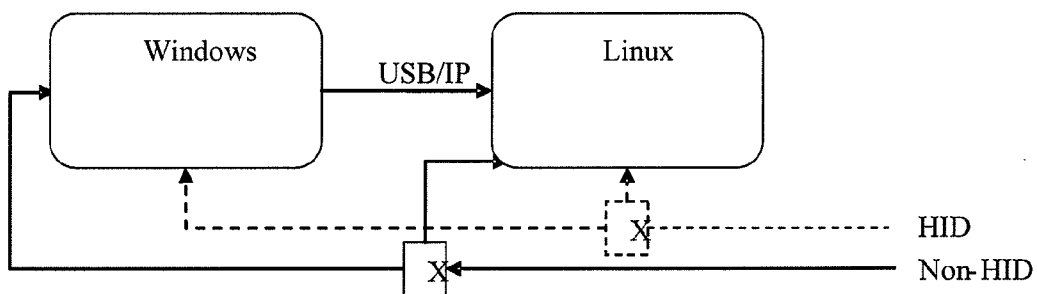 Windows
USB/IP
Linux
X
HID
X
Non-HID